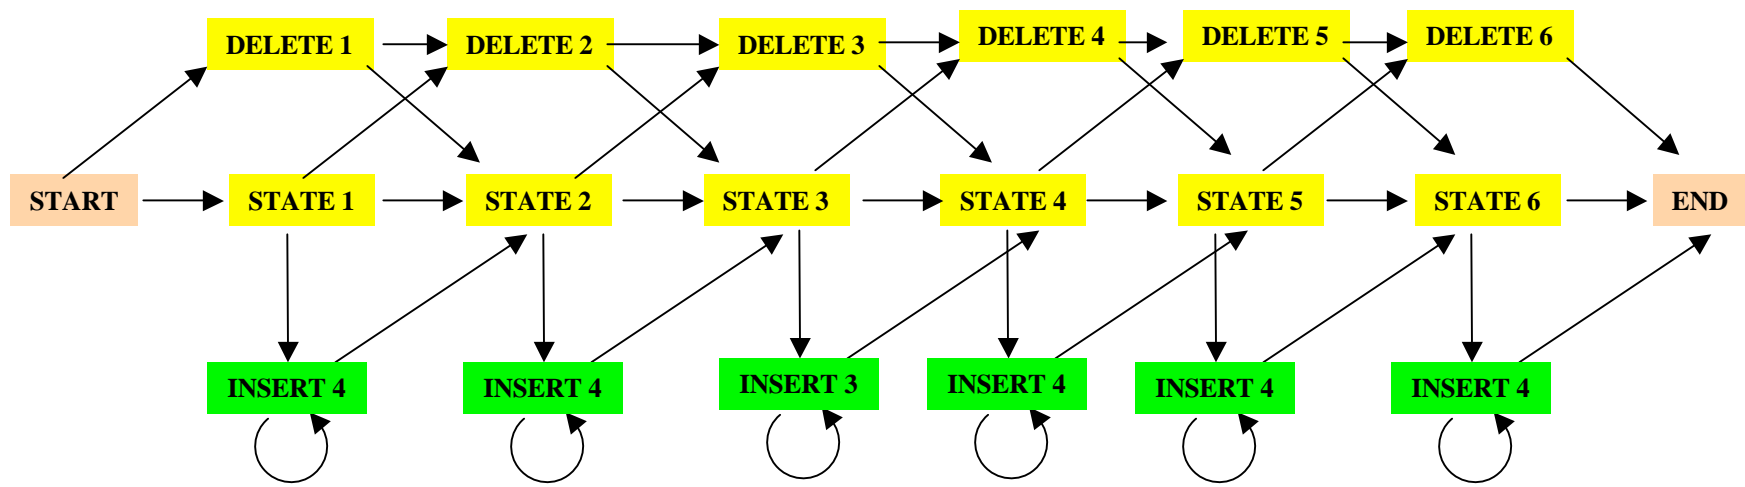 DELETE 1 DELETE 2 DELETE 3 DELETE 4 DELETE 5 DELETE 6
START STATE 1 STATE 2 STATE 3 STATE 4 STATE 5 STATE 6 END
INSERT 4 INSERT 4 INSERT 3 INSERT 4 INSERT 4 INSERT 4